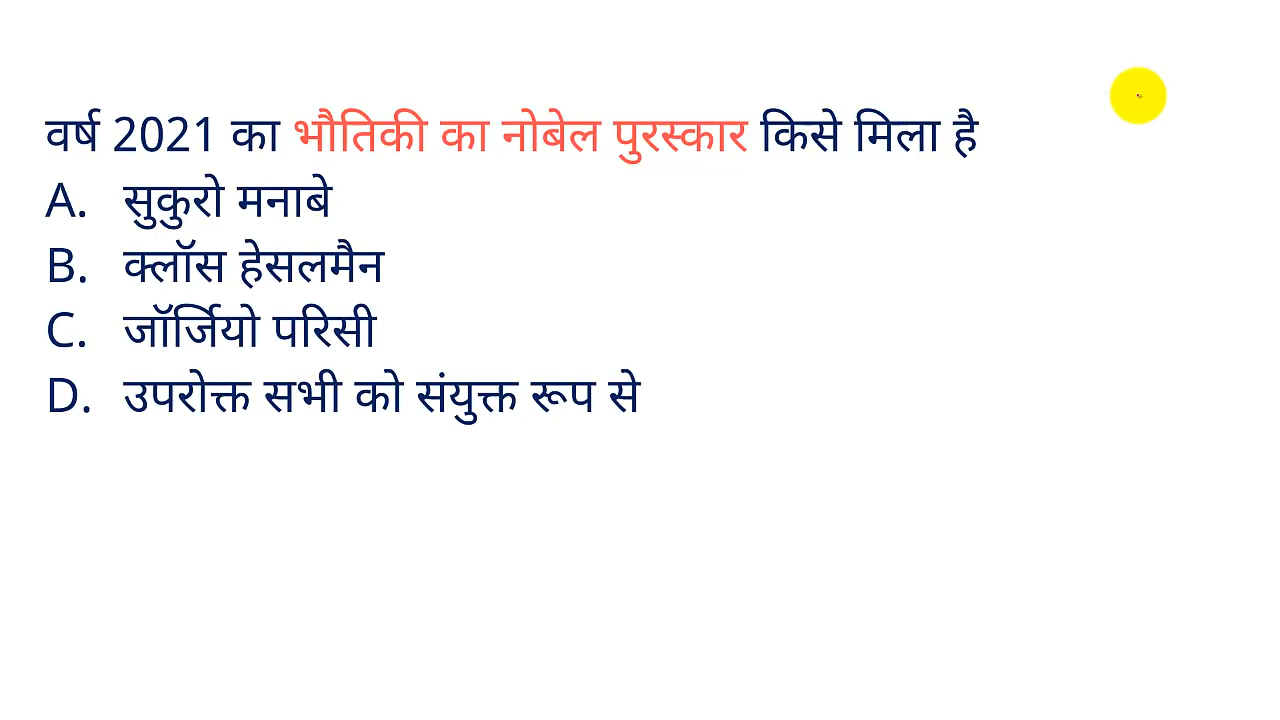 वर्ष 2021 का भौतिकी का नोबेल पुरस्कार किसे मिला है
A. सुकुरो मनाबे
B. क्लॉस हेसलमैन
C. जॉर्जियो परिसी
D. उपरोक्त सभी को संयुक्त रूप से